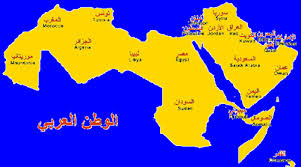 تونس
Tunisia
المغرب
Morocco
الجزائر
Algeria
ليبيا
Libya
مصر
Egypt
موريتانيا
Mauritania
السودان
Sudan
سوريا
Syria
العراق
Iraq
الأردن
Jordan
الكويت
السعودية
Saudi Arabia
عمان
Oman
اليمن
Yemen
الصومال
الوطن العربي